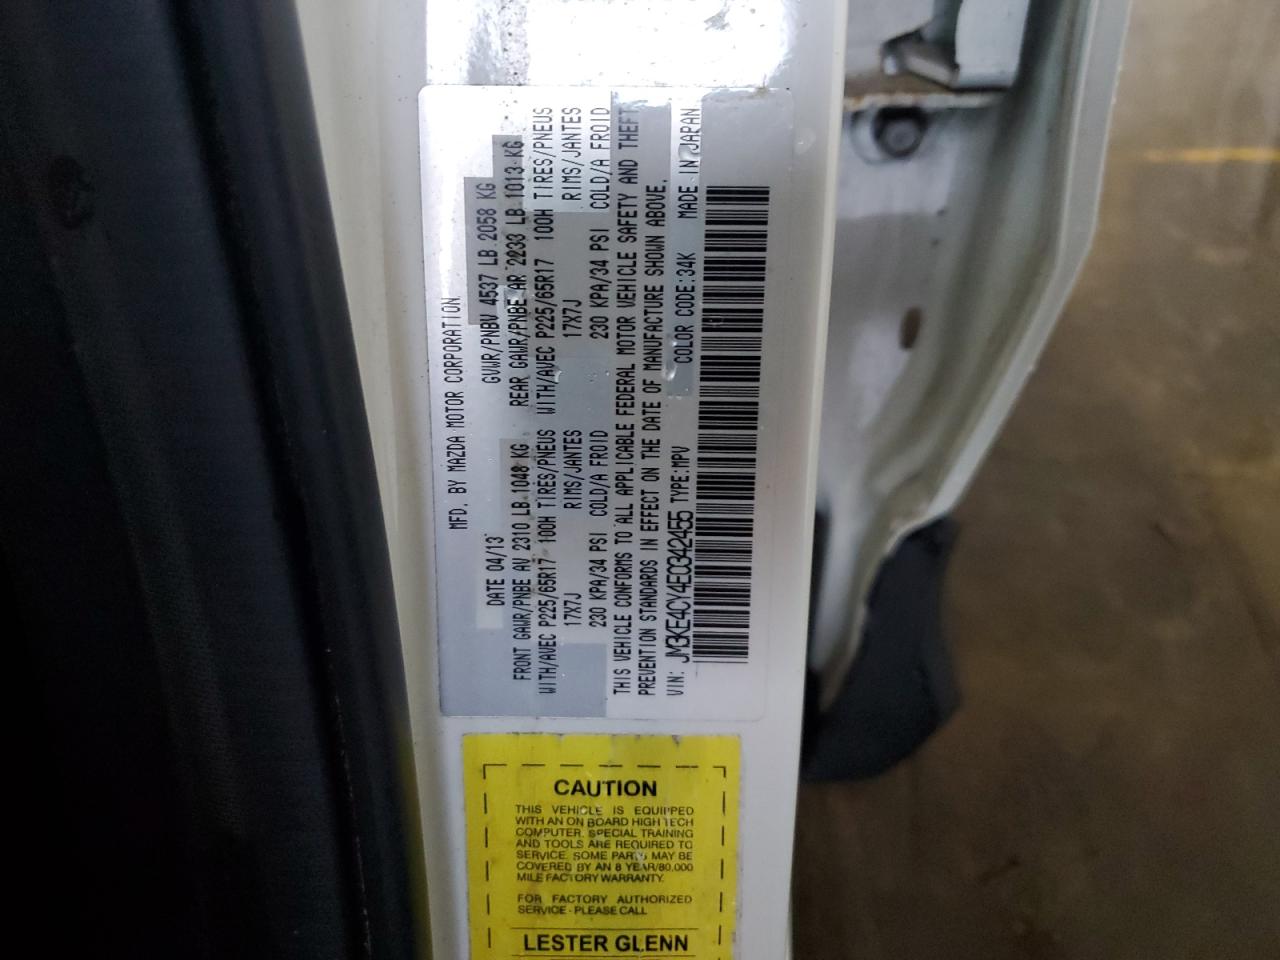 MFD. BY MAZDA MOTOR CORPORATION
DATE 04/13 GVWR/PNBV 4537 LB 2058 KG
FRONT GAWR/PNBE AV 2310 LB 1048 KG REAR GAWR/PNBE AR 2233 LB 1013 KG
WITH/AVEC P225/65R17 100H TIRES/PNEUS WITH/AVEC P225/65R17 100H TIRES/PNEUS
17X7J RIMS/JANTES 17X7J RIMS/JANTES
230 KPA/34 PSI COLD/A FROID 230 KPA/34 PSI COLD/A FROID
THIS VEHICLE CONFORMS TO ALL APPLICABLE FEDERAL MOTOR VEHICLE SAFETY AND THEFT
PREVENTION STANDARDS IN EFFECT ON THE DATE OF MANUFACTURE SHOWN ABOVE.
VIN: JM3KE4CY4E0342455 TYPE:MPV COLOR CODE:34K MADE IN JAPAN
CAUTION
THIS VEHICLE IS EQUIPPED
WITH AN ON BOARD HIGH TECH
COMPUTER. SPECIAL TRAINING
AND TOOLS ARE REQUIRED TO
SERVICE. SOME PARTS MAY BE
COVERED BY AN 8 YEAR/80,000
MILE FACTORY WARRANTY.
FOR FACTORY AUTHORIZED
SERVICE - PLEASE CALL
LESTER GLENN